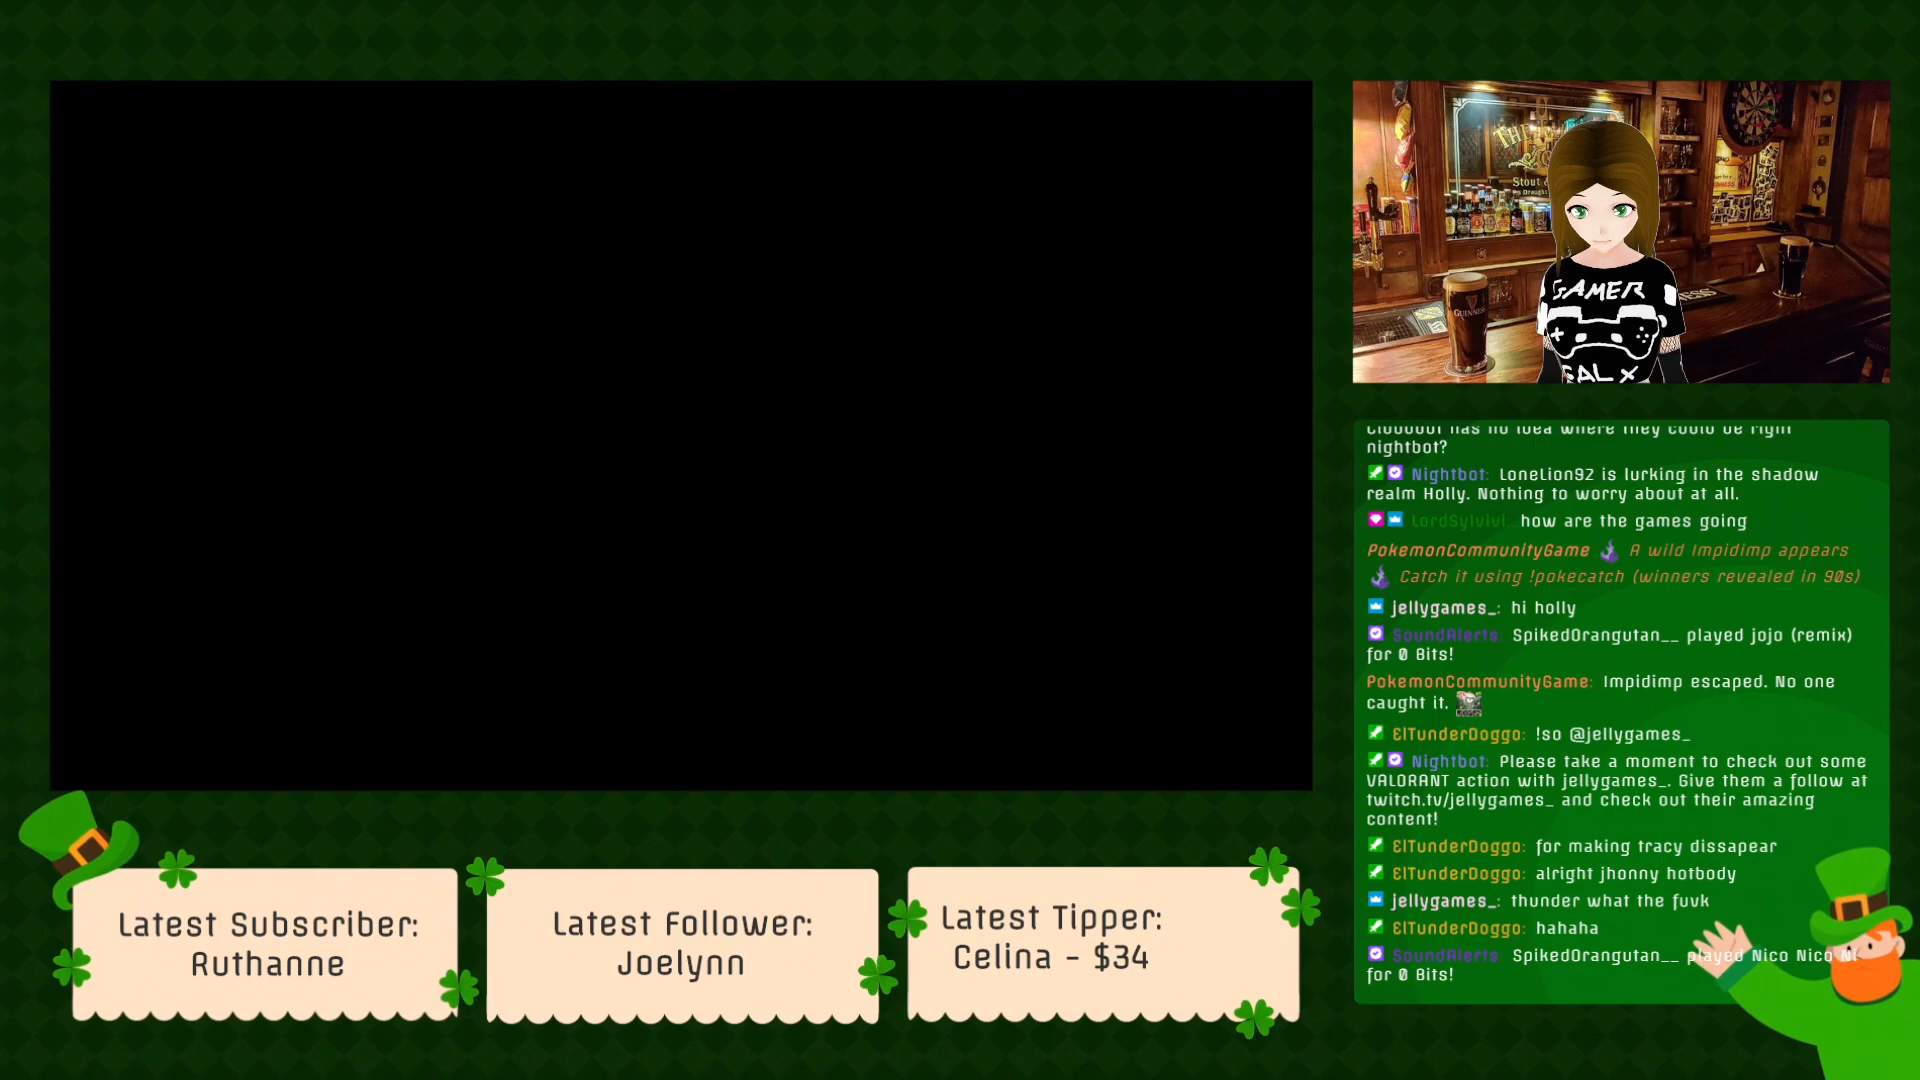 THE
Stout &
Draught
GUINNESS
GAMER
GAL X
nightbot?
Nightbot: LoneLion92 is lurking in the shadow
realm Holly. Nothing to worry about at all.
LordSylvivi: how are the games going
PokemonCommunityGame A wild Impidimp appears
Catch it using !pokecatch (winners revealed in 90s)
jellygames_: hi holly
SoundAlerts: SpikedOrangutan__ played jojo (remix)
for 0 Bits!
PokemonCommunityGame: Impidimp escaped. No one
caught it.
ElTunderDoggo: !so @jellygames_
Nightbot: Please take a moment to check out some
VALORANT action with jellygames_. Give them a follow at
twitch.tv/jellygames_ and check out their amazing
content!
ElTunderDoggo: for making tracy dissapear
ElTunderDoggo: alright jhonny hotbody
jellygames_: thunder what the fuvk
ElTunderDoggo: hahaha
SoundAlerts: SpikedOrangutan__ played Nico Nico
for 0 Bits!
Latest Subscriber:
Ruthanne
Latest Follower:
Joelynn
Latest Tipper:
Celina - $34